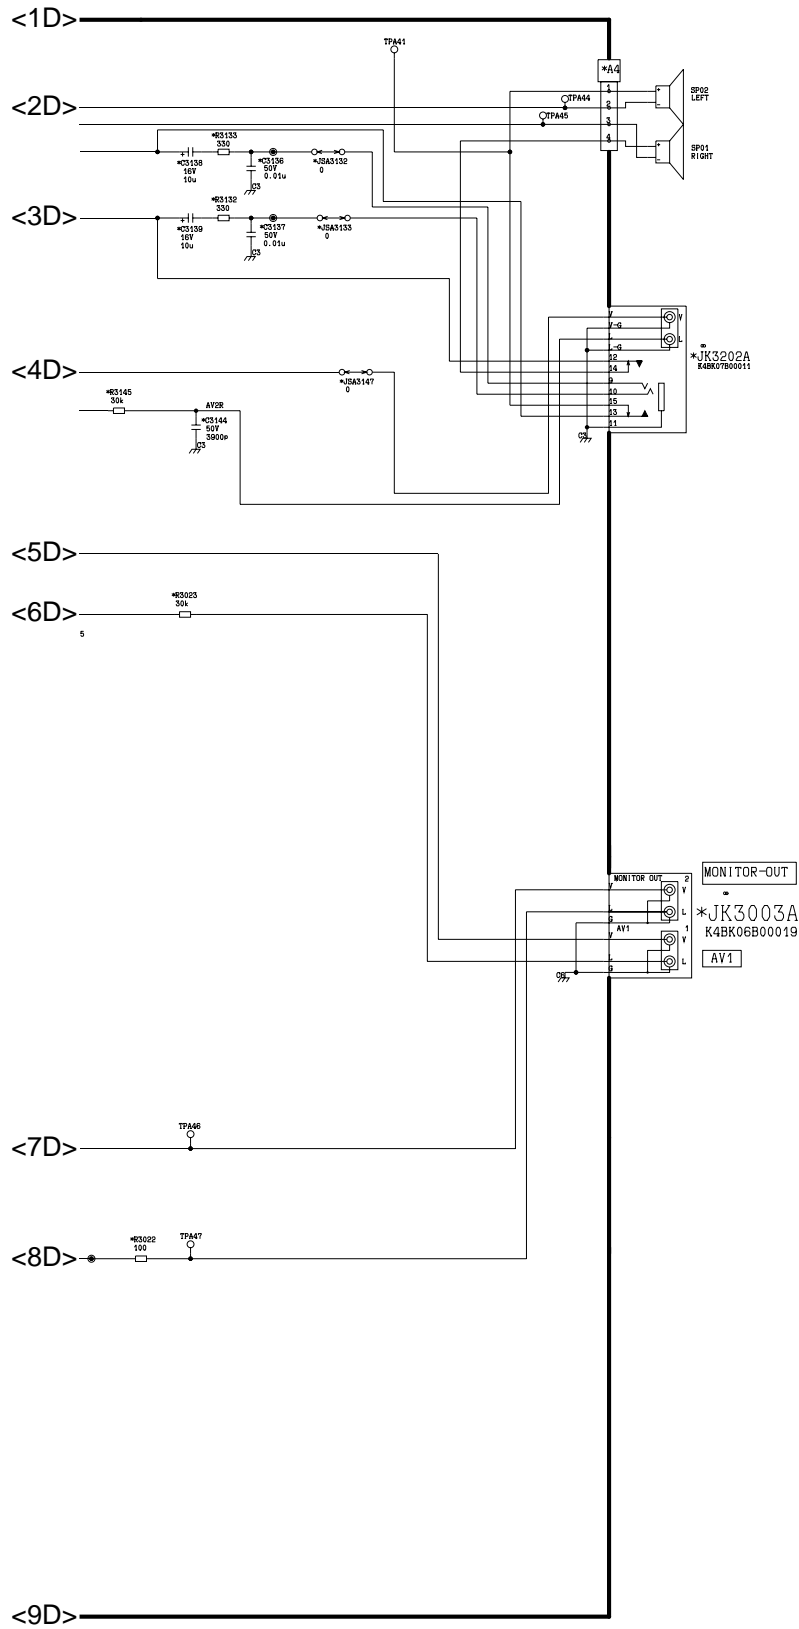 <1D>
TPA41
*A4
1
SPO2
LEFT
<2D>
TPA44
2
TPA45
3
4
SPO1
RIGHT
*R3133
330
*C3138
16V
10u
*C3136
50V
0.01u
C3
*JSA3132
0
<3D>
*R3132
330
*C3139
16V
10u
*C3137
50V
0.01u
C3
*JSA3133
0
V
V-G
L
L-G
12
14
9
10
15
13
11
C3
V
L
*JK3202A
K4BK07B00011
<4D>
*JSA3147
0
*R3145
30k
AV2R
*C3144
50V
3900p
C3
<5D>
<6D>
*R3023
30k
5
MONITOR OUT
2
MONITOR-OUT
V
V
L
L
G
*JK3003A
K4BK06B00019
AV1
1
V
V
L
L
G
AV1
<7D>
TPA46
<8D>
*R3022
100
TPA47
<9D>